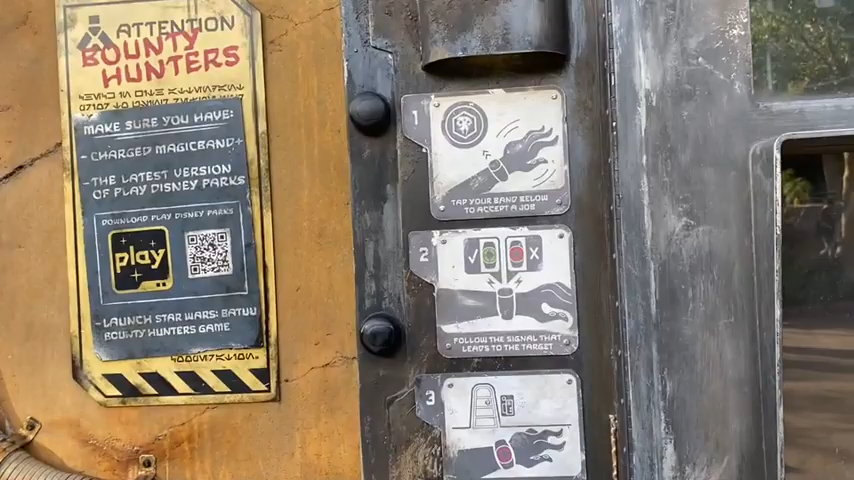 ATTENTION
BOUNTY
HUNTERS
MAKE SURE YOU HAVE:
-CHARGED MAGICBAND+
-THE LATEST VERSION
OF PLAY DISNEY PARKS
DOWNLOAD PLAY DISNEY PARKS
play
LAUNCH STAR WARS: BATUU
BOUNTY HUNTERS GAME
1
TAP YOUR BAND BELOW
TO ACCEPT A JOB
2
FOLLOW THE SIGNAL THAT
LEADS TO THE TARGET
3